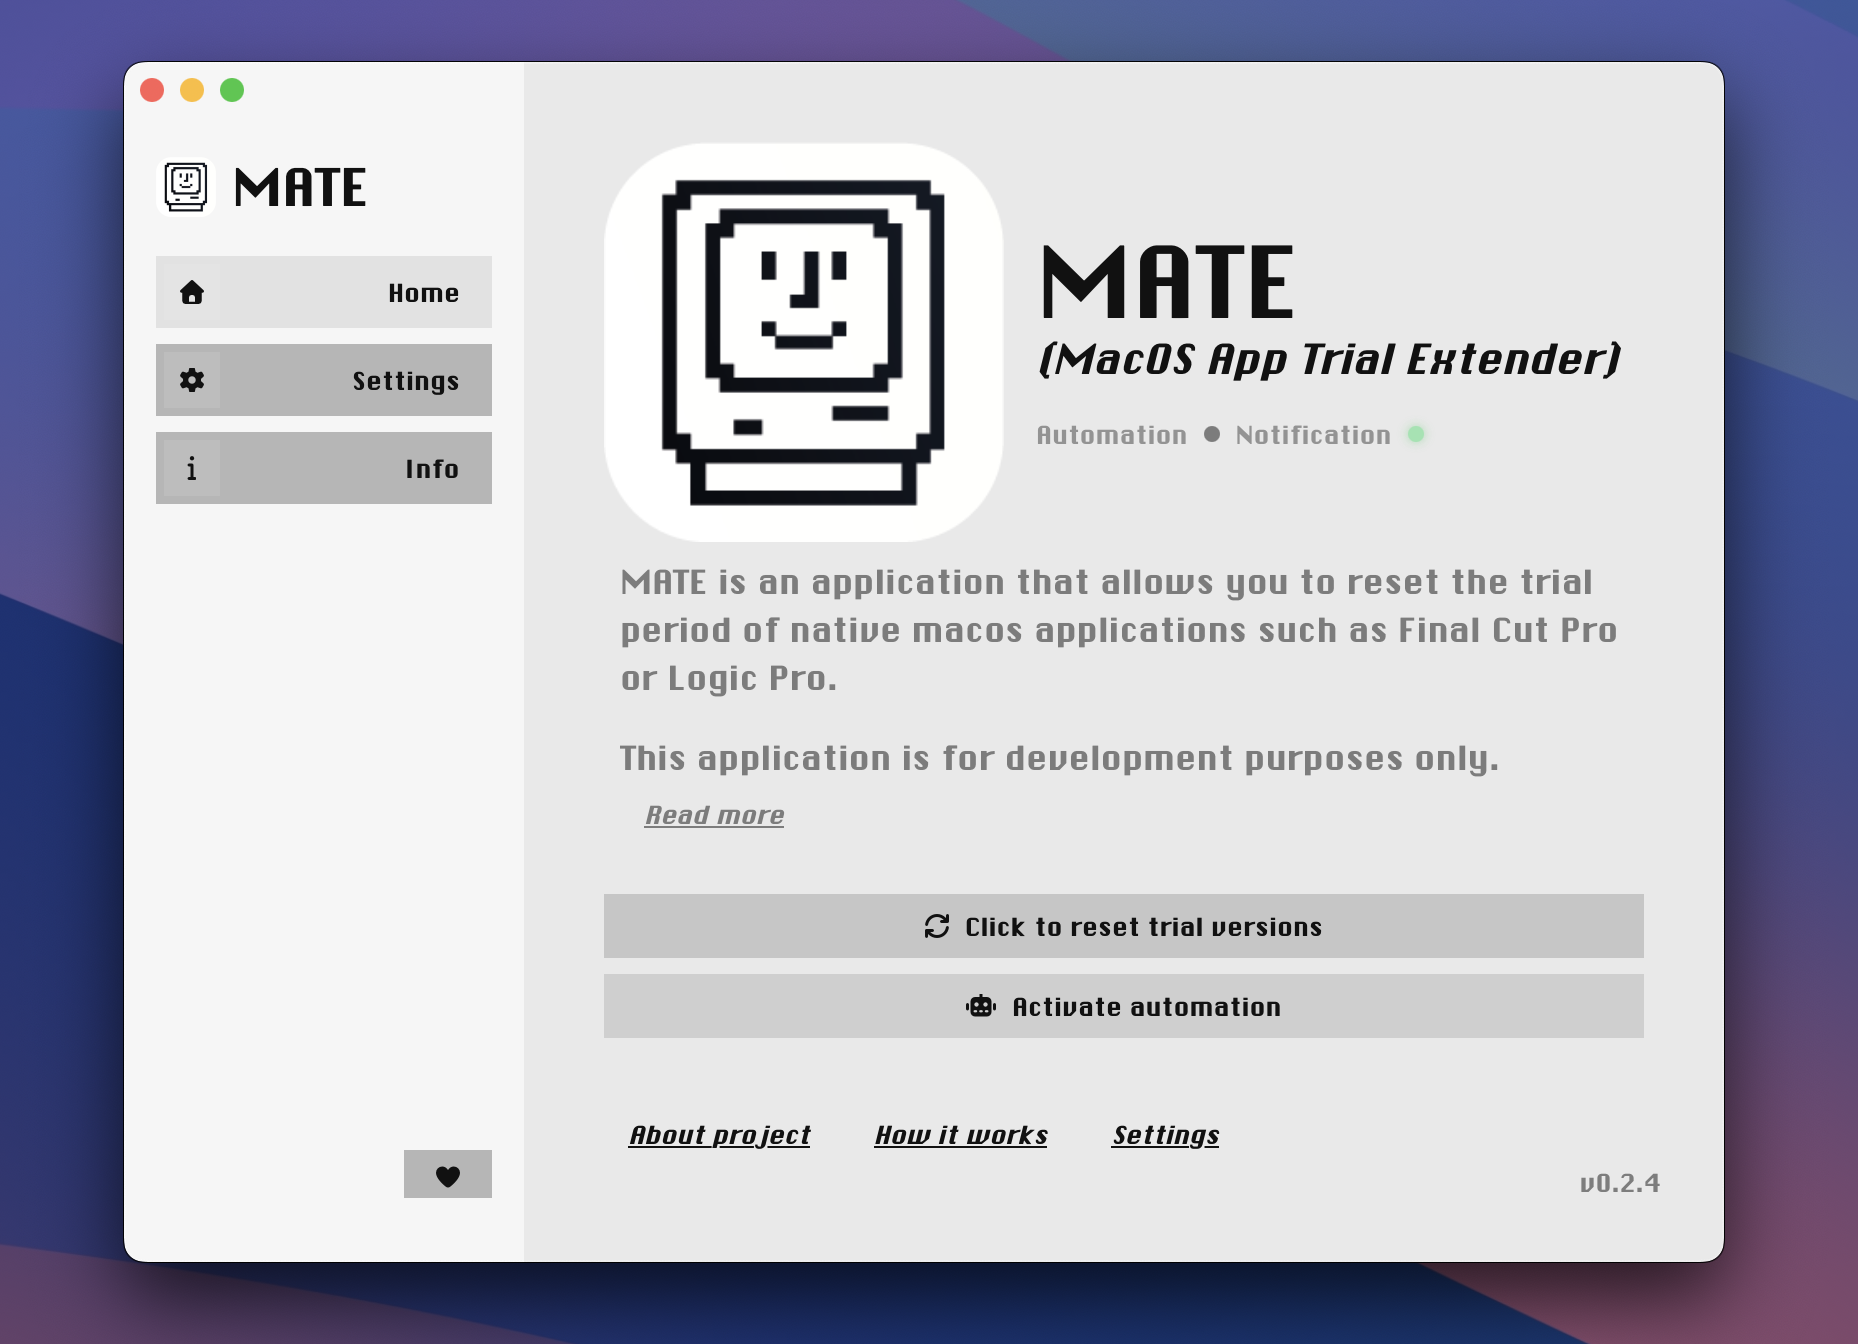 MATE
Home
Settings
Info
MATE
(MacOS App Trial Extender)
Automation Notification
MATE is an application that allows you to reset the trial
period of native macos applications such as Final Cut Pro
or Logic Pro.
This application is for development purposes only.
Read more
Click to reset trial versions
Activate automation
About project How it works Settings
v0.2.4